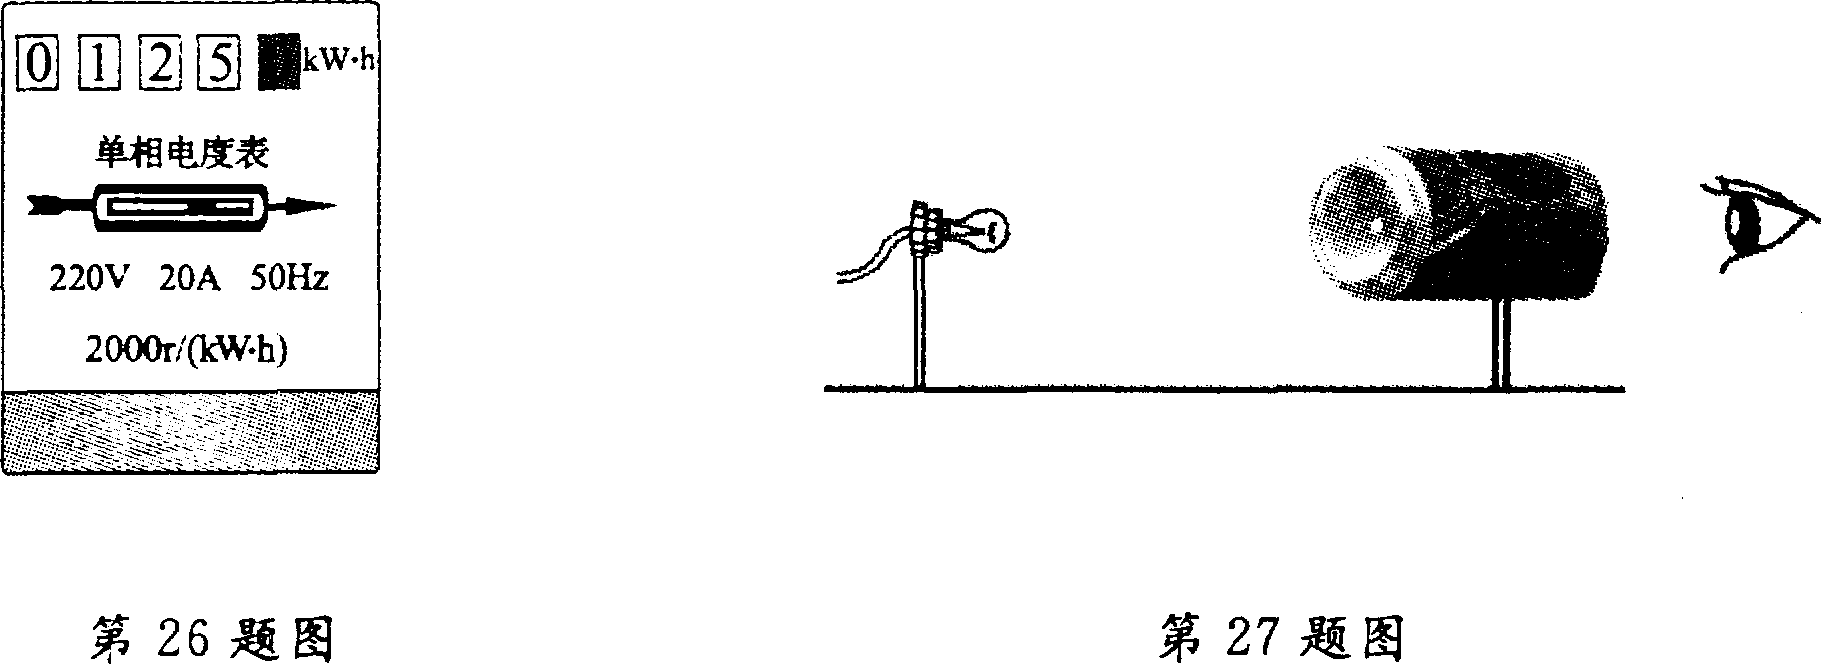 0 1 2 5 kW·h
单相电度表
220V 20A 50Hz
2000r/(kW·h)
第 26 题图
第 27 题图